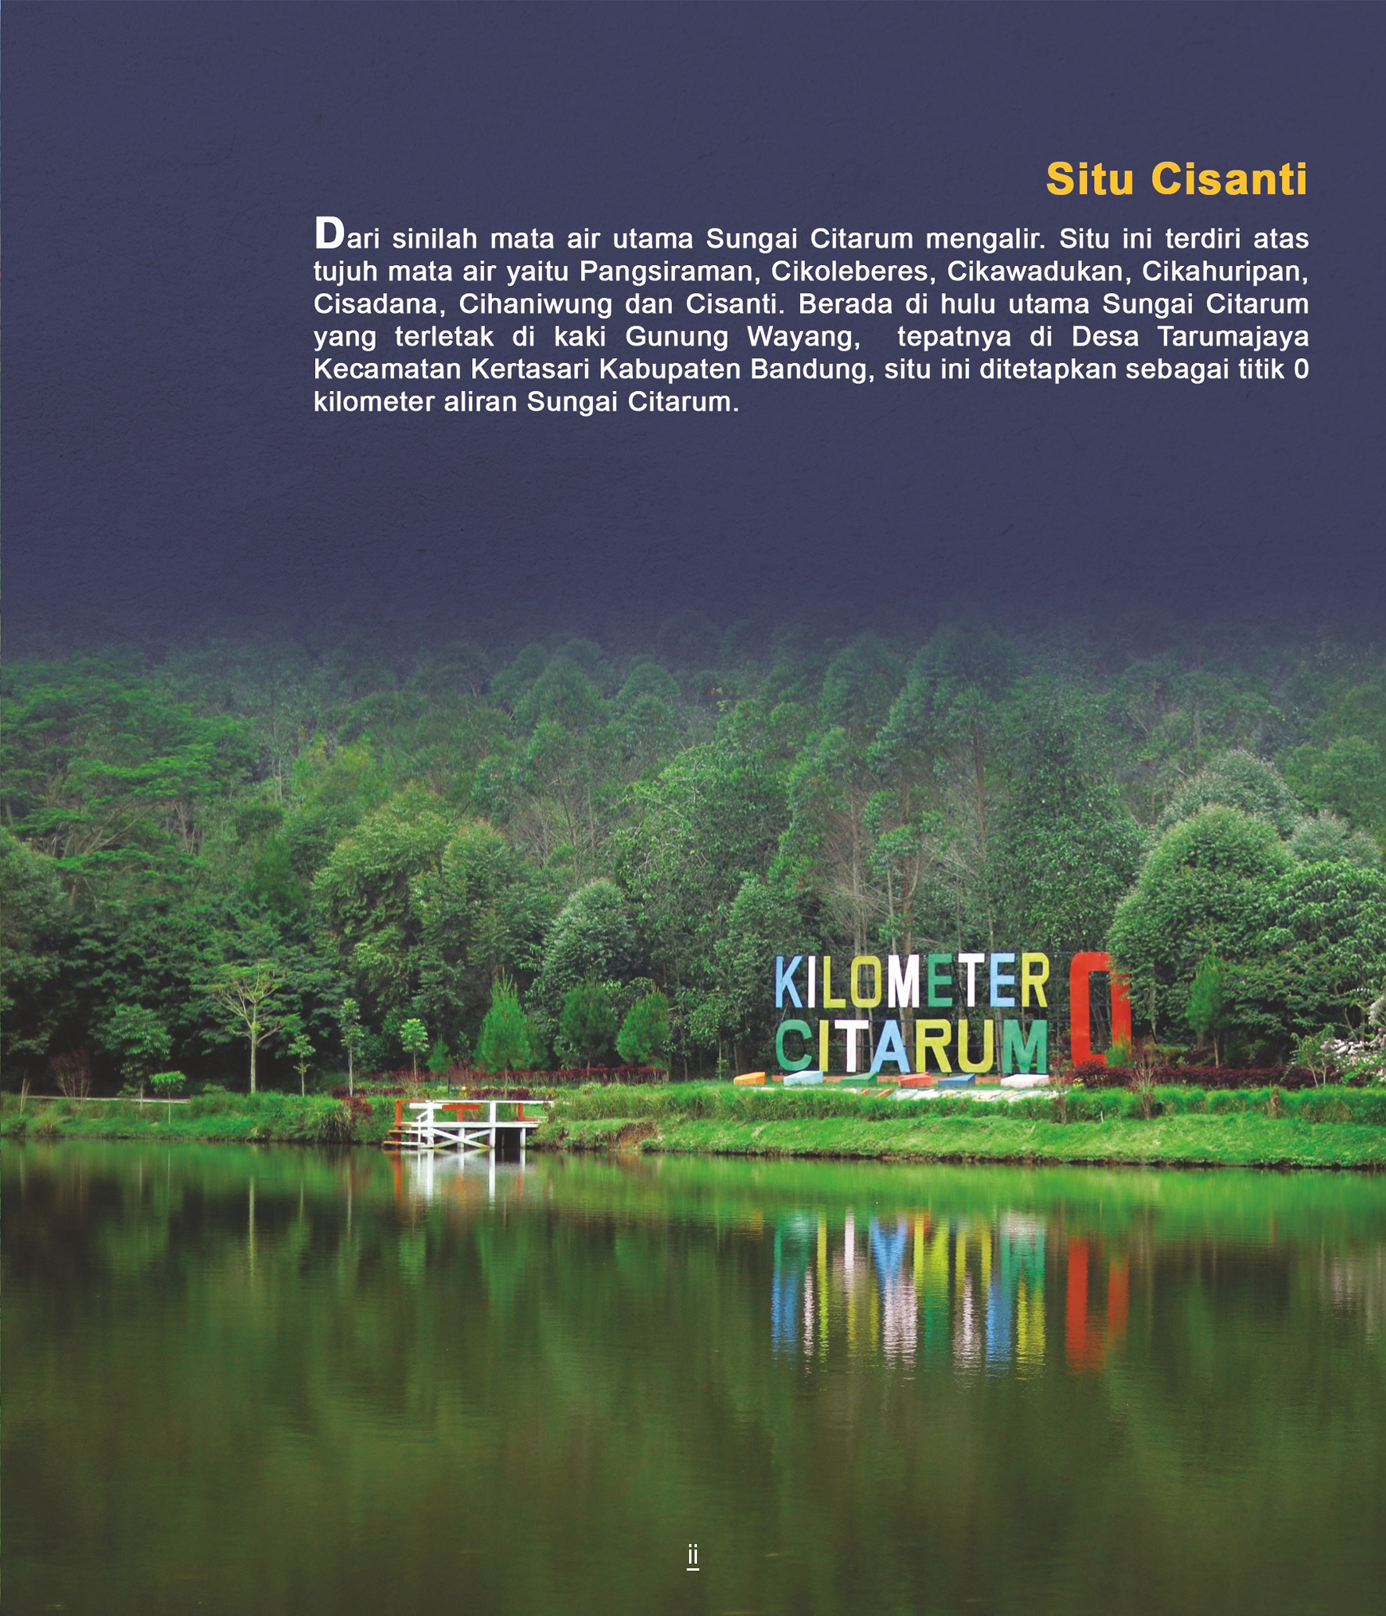 Situ Cisanti
Dari sinilah mata air utama Sungai Citarum mengalir. Situ ini terdiri atas
tujuh mata air yaitu Pangsiraman, Cikoleberes, Cikawadukan, Cikahuripan,
Cisadana, Cihaniwung dan Cisanti. Berada di hulu utama Sungai Citarum
yang terletak di kaki Gunung Wayang, tepatnya di Desa Tarumajaya
Kecamatan Kertasari Kabupaten Bandung, situ ini ditetapkan sebagai titik 0
kilometer aliran Sungai Citarum.
KILOMETER 0
CITARUM
ii